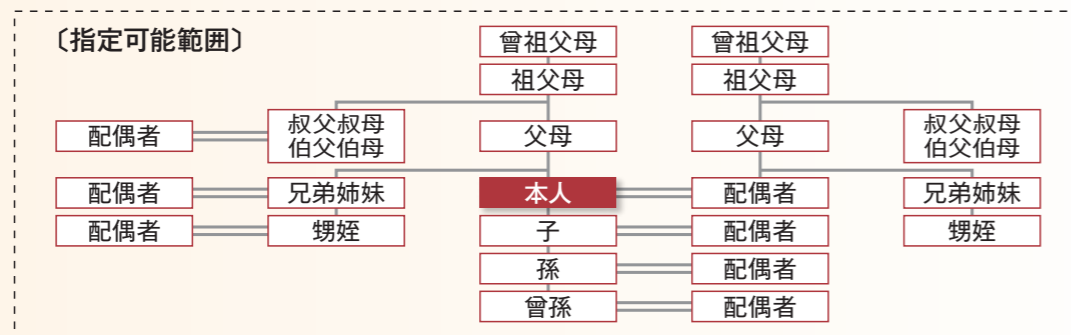 〔指定可能範囲〕
曾祖父母
曾祖父母
祖父母
祖父母
配偶者
叔父叔母
伯父伯母
父母
父母
叔父叔母
伯父伯母
配偶者
兄弟姉妹
本人
配偶者
兄弟姉妹
配偶者
甥姪
子
配偶者
甥姪
孫
配偶者
曾孫
配偶者